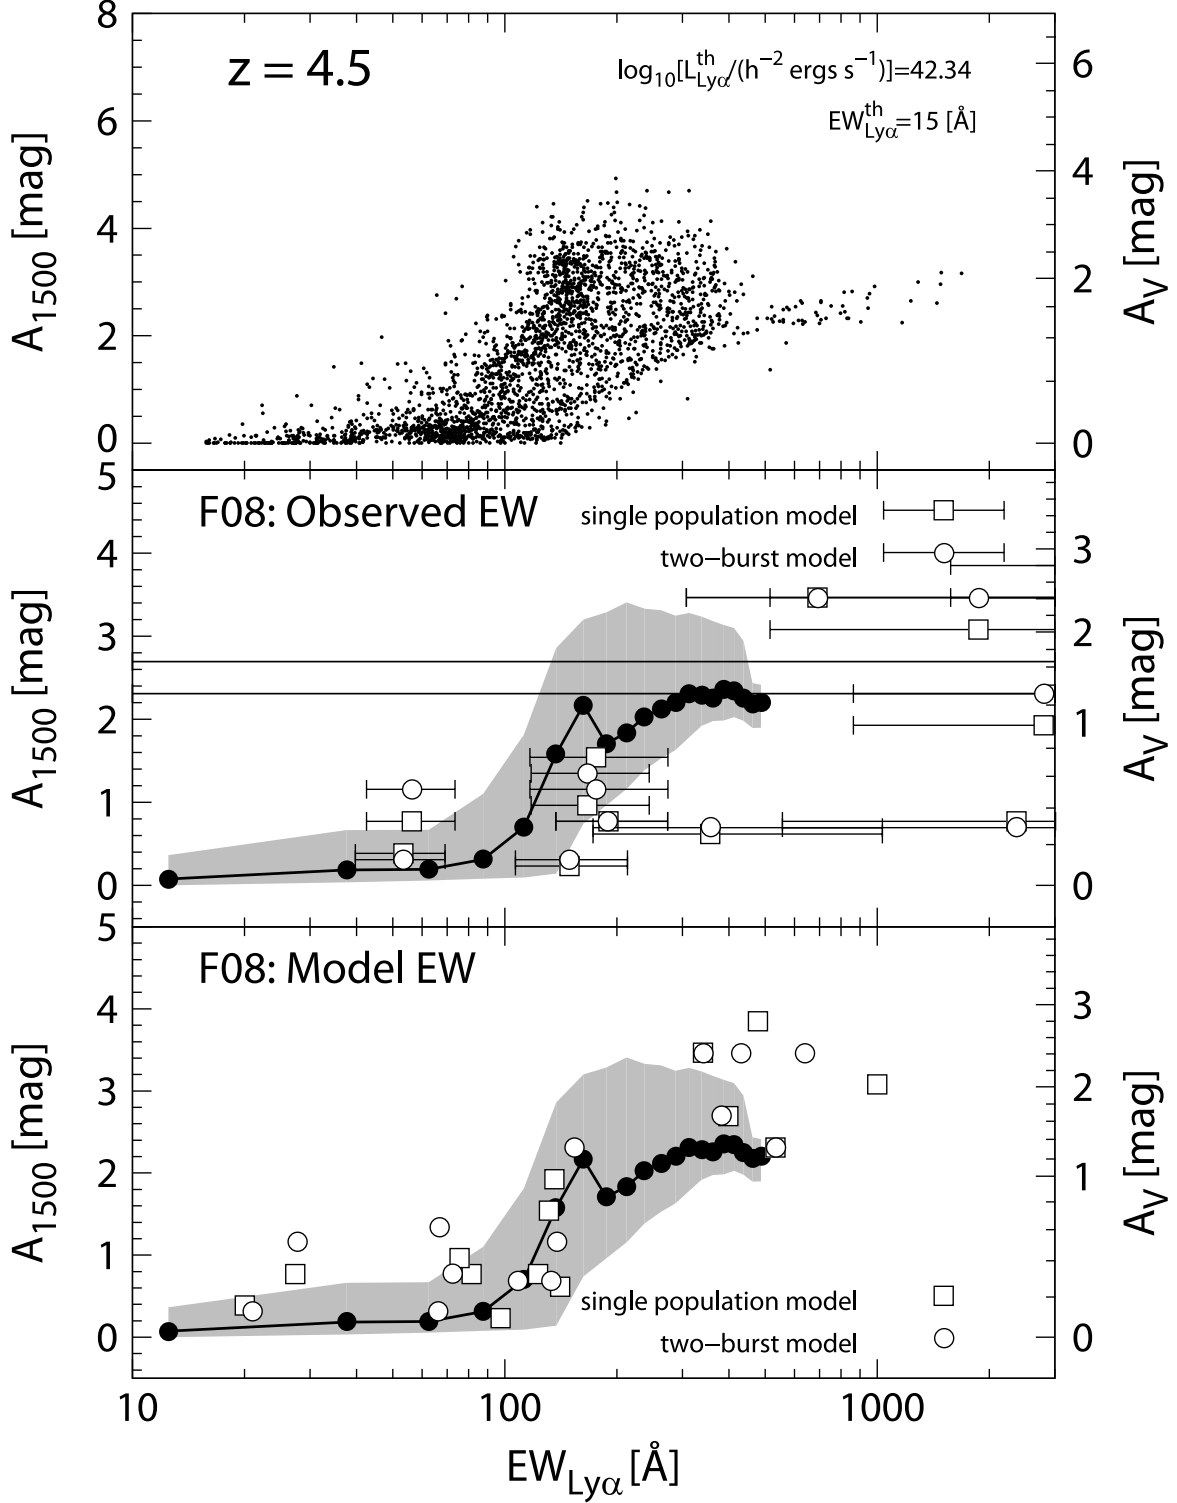 z = 4.5
log10[L^th_Lyα/(h^−2 ergs s^−1)]=42.34
EW^th_Lyα=15 [Å]
A1500 [mag]
8
6
4
2
0
6
4
2
0
AV [mag]
F08: Observed EW
single population model
two−burst model
A1500 [mag]
5
4
3
2
1
0
3
2
1
0
AV [mag]
F08: Model EW
single population model
two−burst model
A1500 [mag]
5
4
3
2
1
0
3
2
1
0
AV [mag]
10 100 1000
EWLyα [Å]